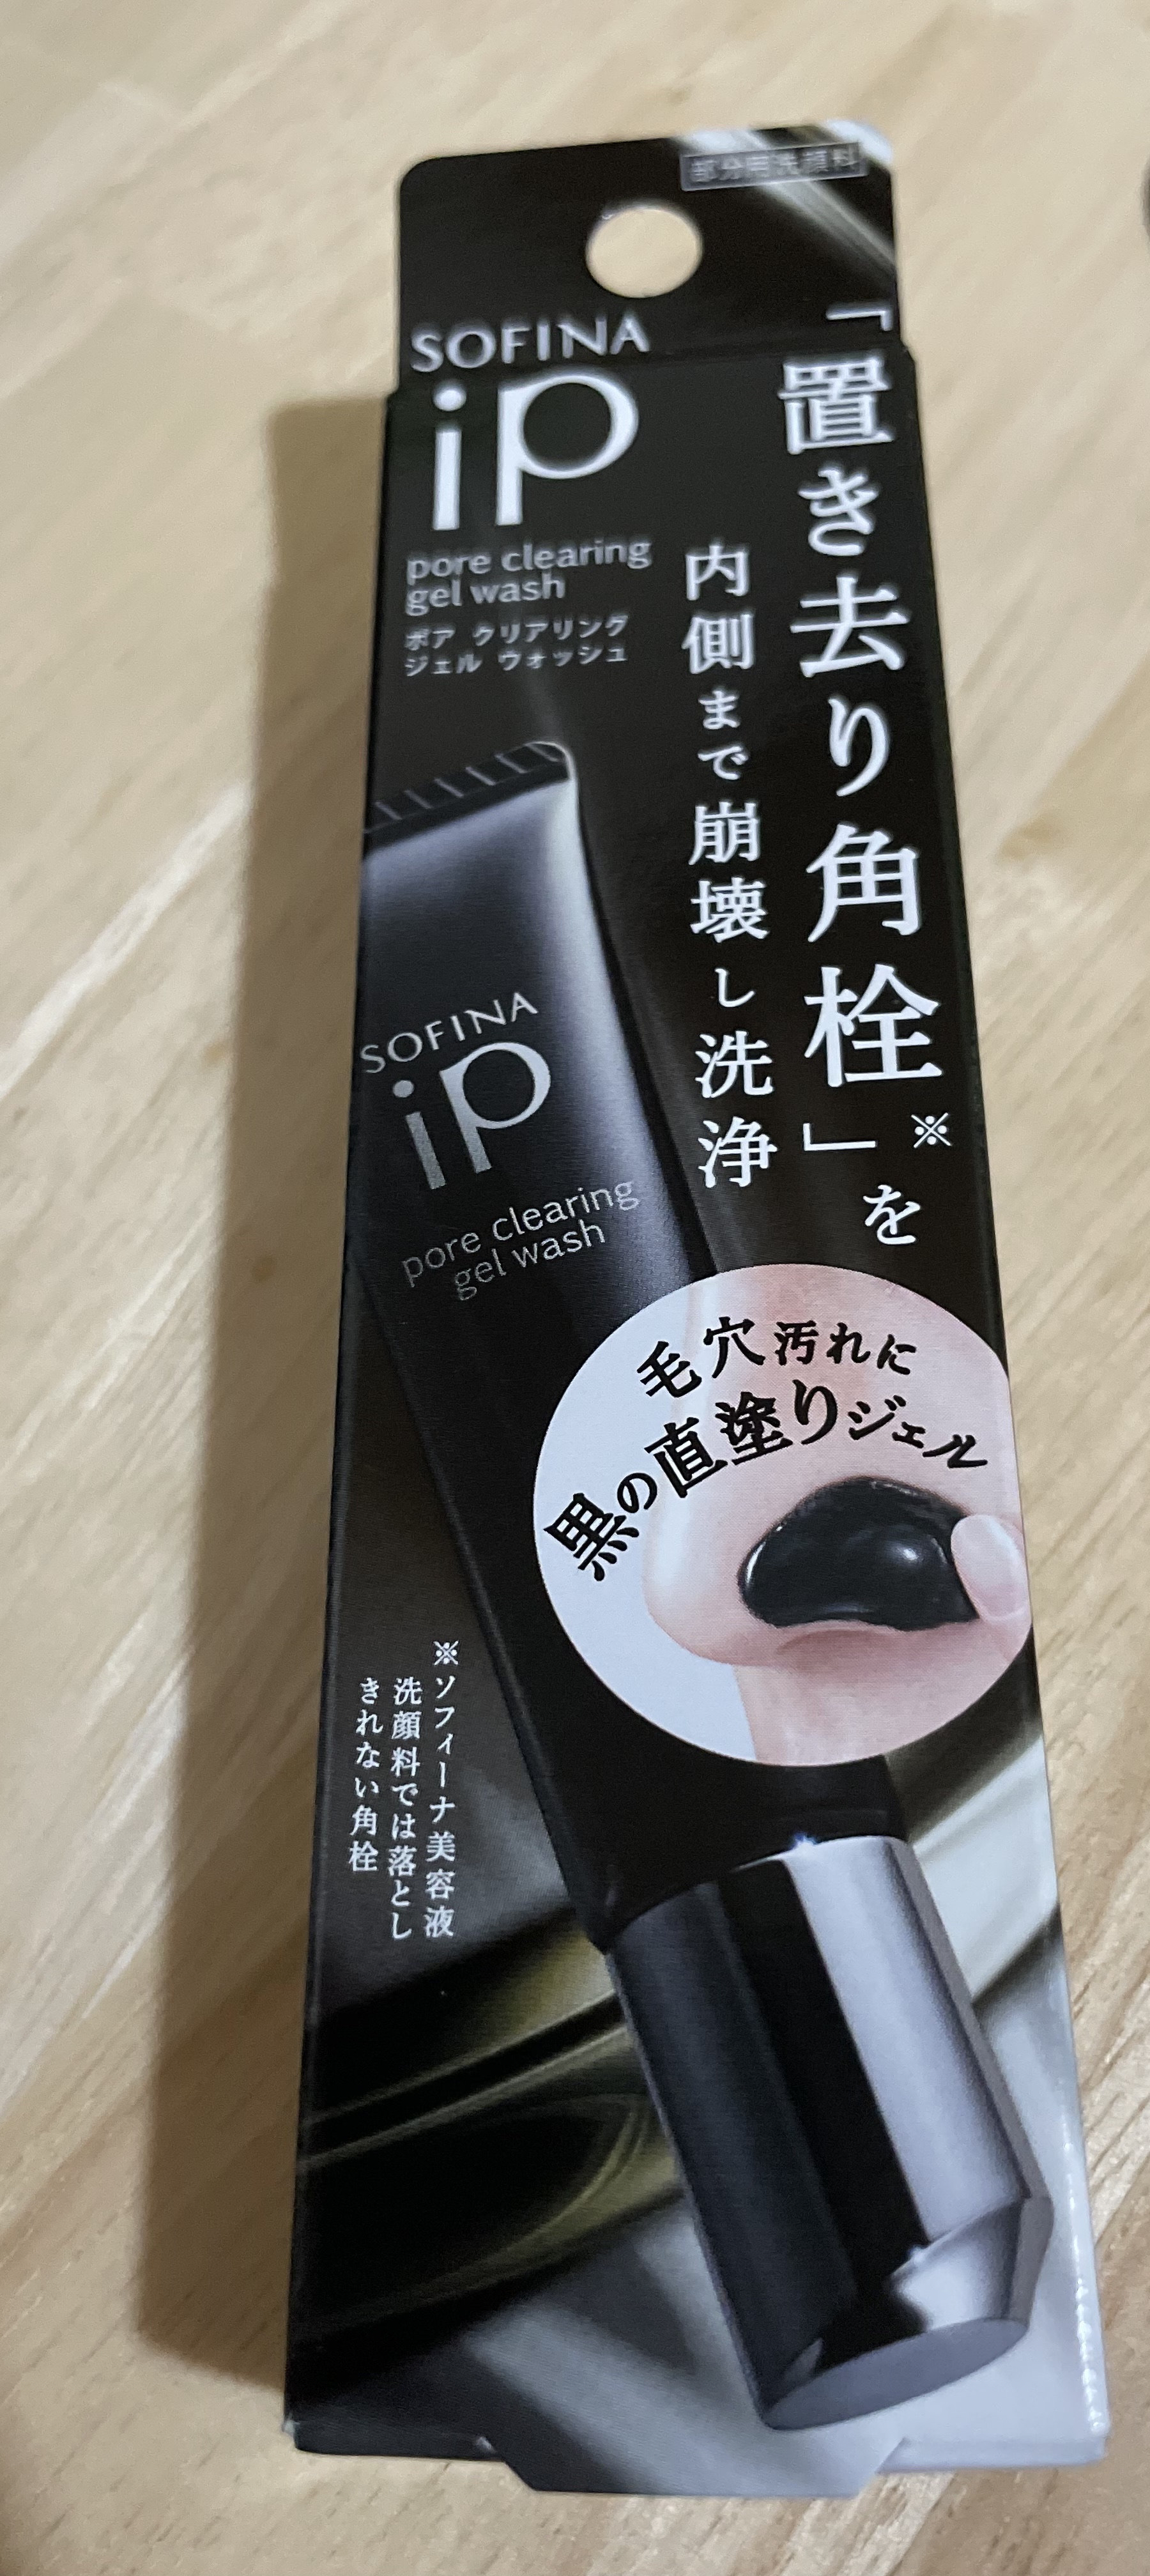 部分用洗顔料
SOFINA
iP
pore clearing
gel wash
ポア クリアリング
ジェル ウォッシュ
「置き去り角栓」※を
内側まで崩壊し洗浄
SOFINA
iP
pore clearing
gel wash
毛穴汚れに
黒の直塗りジェル
※ソフィーナ美容液
洗顔料では落とし
きれない角栓